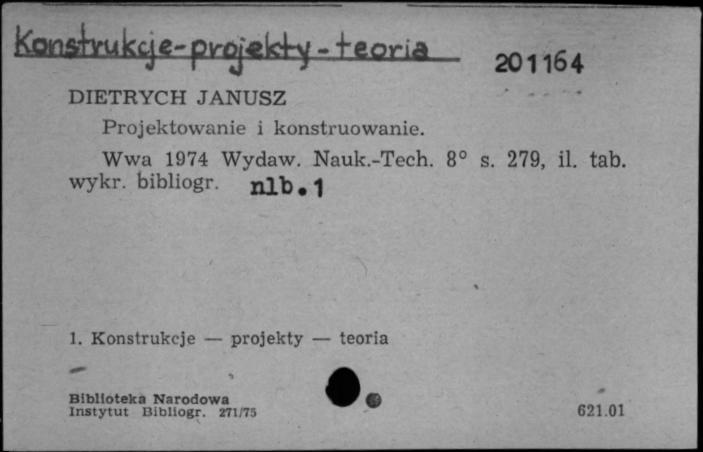 Konstrukcje-projekty-teoria
201164
DIETRYCH JANUSZ
Projektowanie i konstruowanie.
Wwa 1974 Wydaw. Nauk.-Tech. 8° s. 279, il. tab.
wykr. bibliogr. nlb.1
1. Konstrukcje — projekty — teoria
Biblioteka Narodowa
Instytut Bibliogr. 271/75
621.01